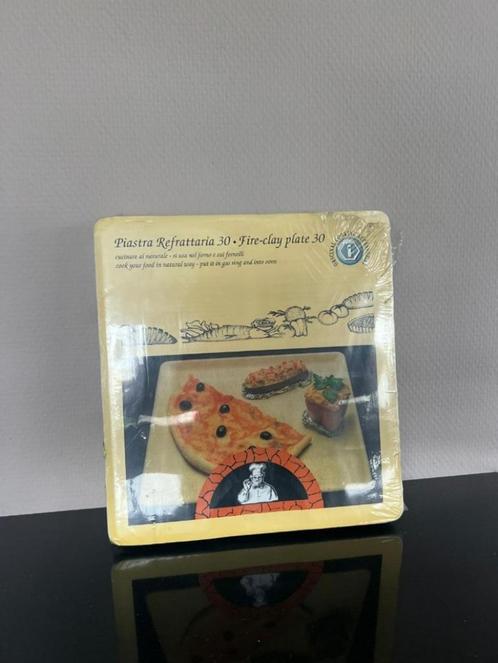 Piastra Refrattaria 30 • Fire-clay plate 30
cucinare al naturale - si usa nel forno e sui fornelli
cook your food in natural way - put it in gas ring and into oven